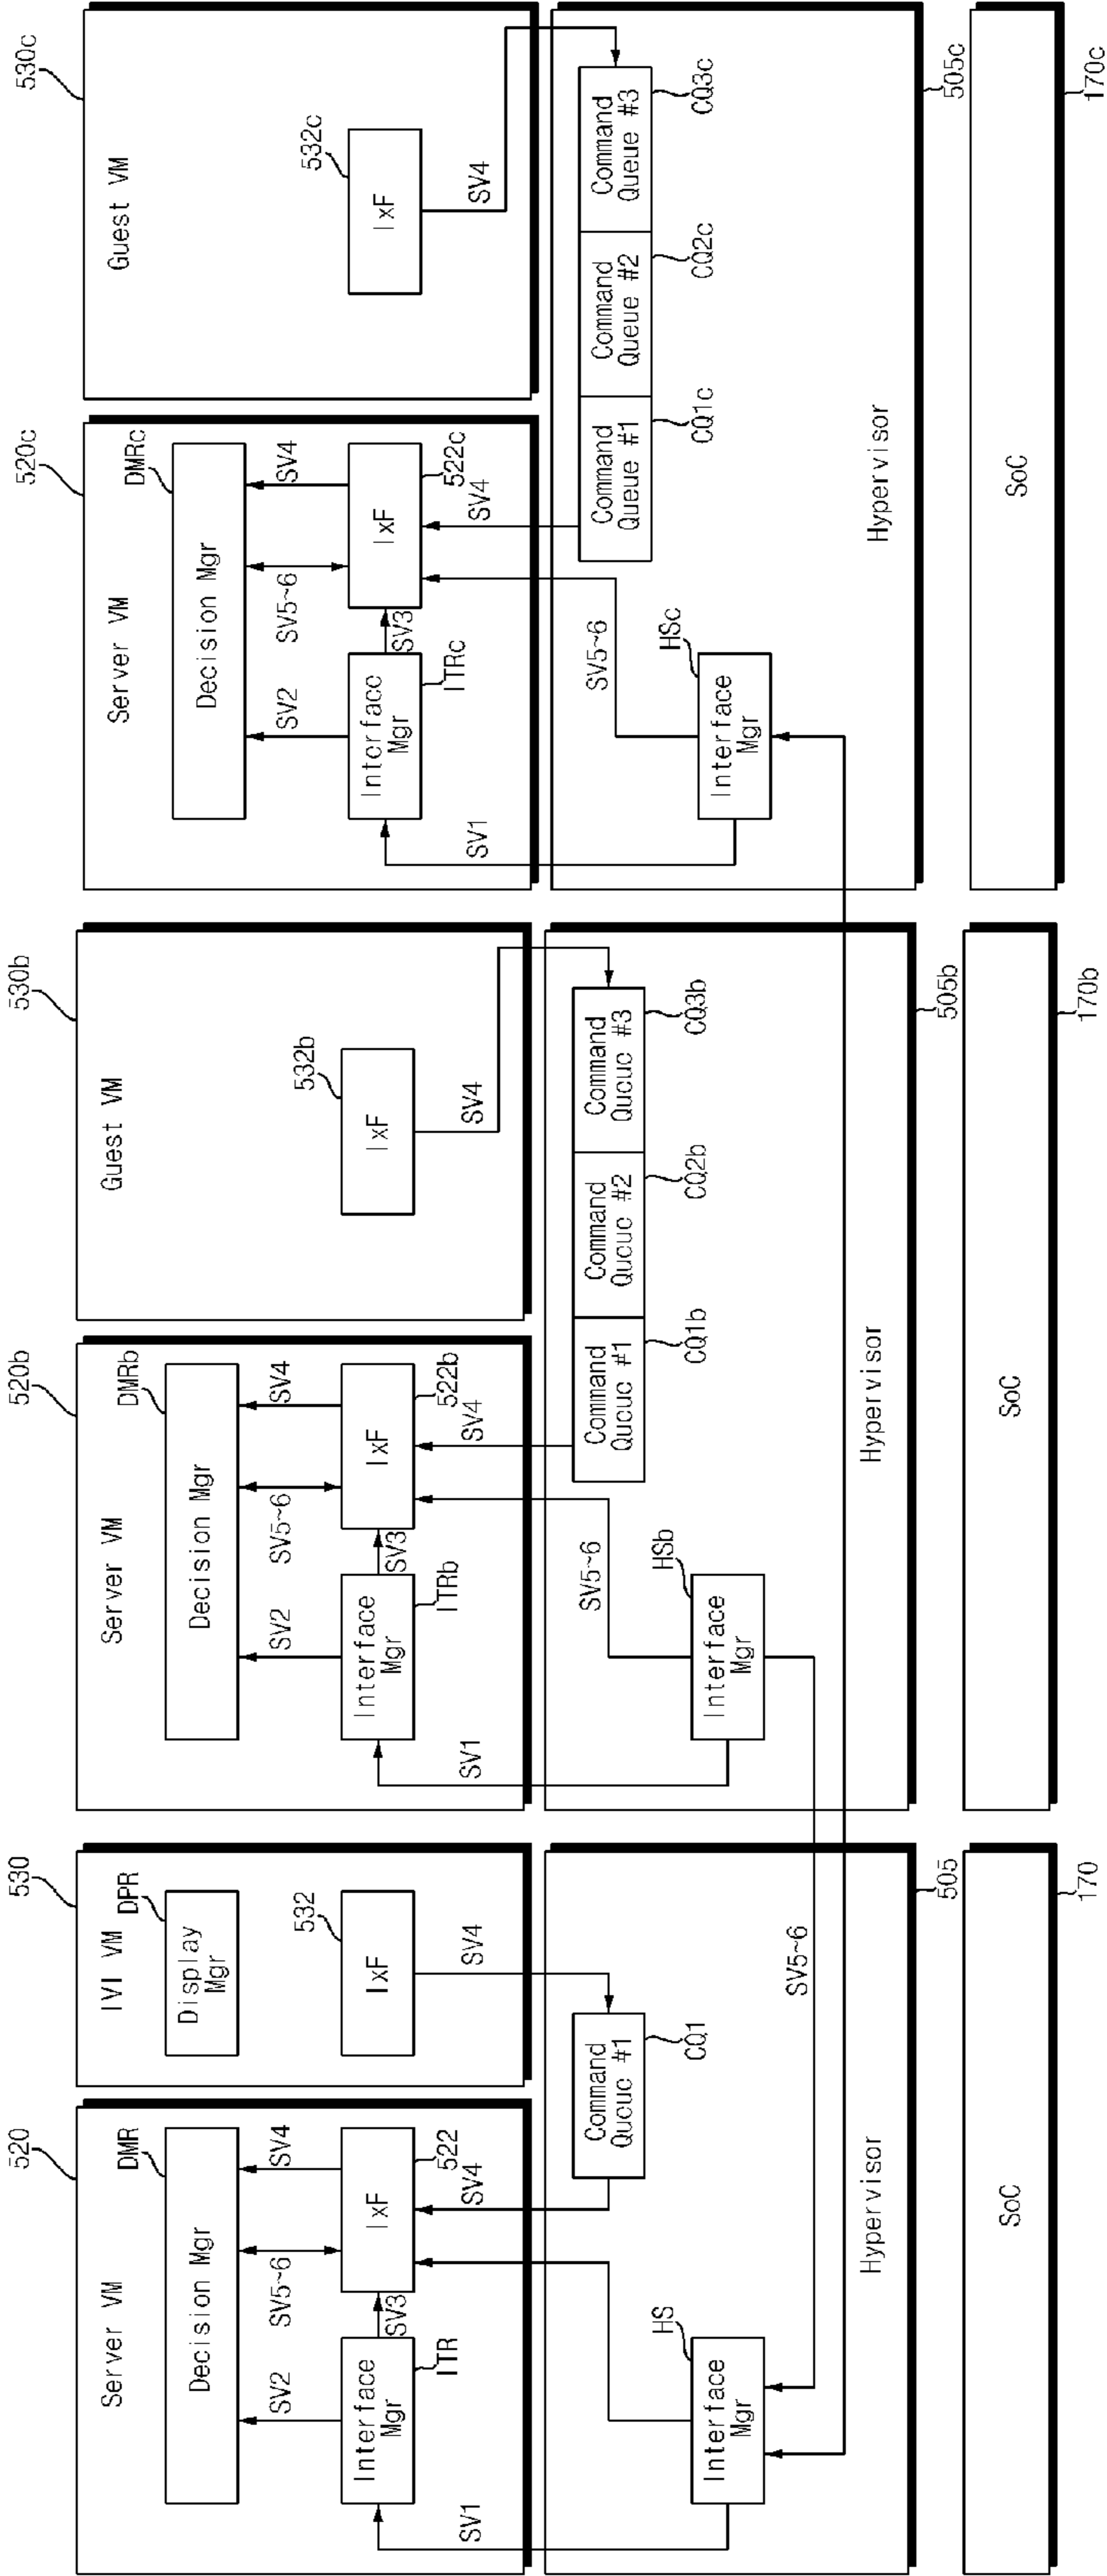 520
Server VM
DMR
Decision Mgr
SV2
SV5~6
SV4
Interface
Mgr
SV3
IxF
ITR
522
SV1
SV4
530
IVI VM
DPR
Display
Mgr
532
IxF
SV4
Command
Queue #1
CQ1
HS
Interface
Mgr
SV5~6
Hypervisor
505
SoC
170
520b
Server VM
DMRb
Decision Mgr
SV2
SV5~6
SV4
Interface
Mgr
SV3
IxF
ITRb
522b
SV1
SV4
530b
Guest VM
532b
IxF
SV4
Command
Queue #1
Command
Queue #2
Command
Queue #3
CQ1b
CQ2b
CQ3b
SV5~6
HSb
Interface
Mgr
Hypervisor
505b
SoC
170b
520c
Server VM
DMRc
Decision Mgr
SV2
SV5~6
SV4
Interface
Mgr
SV3
IxF
ITRc
522c
SV1
SV4
530c
Guest VM
532c
IxF
SV4
Command
Queue #1
Command
Queue #2
Command
Queue #3
CQ1c
CQ2c
CQ3c
SV5~6
HSc
Interface
Mgr
Hypervisor
505c
SoC
170c